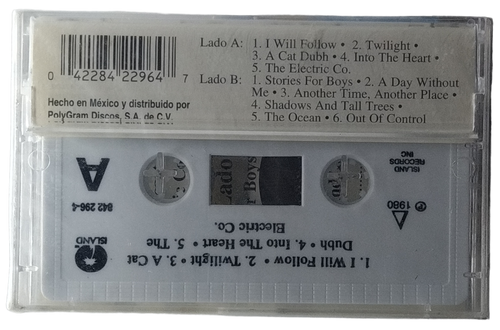 Lado A: 1. I Will Follow • 2. Twilight •
3. A Cat Dubh • 4. Into The Heart •
5. The Electric Co.
Lado B: 1. Stories For Boys • 2. A Day Without
Me • 3. Another Time, Another Place •
4. Shadows And Tall Trees •
5. The Ocean • 6. Out Of Control
0 42284 22964 7
Hecho en México y distribuido por
PolyGram Discos, S.A. de C.V.
ISLAND
1. I Will Follow • 2. Twilight • 3. A Cat
Dubh • 4. Into The Heart • 5. The
Electric Co.
℗ 1980
ISLAND
RECORDS
INC
842 296-4
A
Lado
r Boys